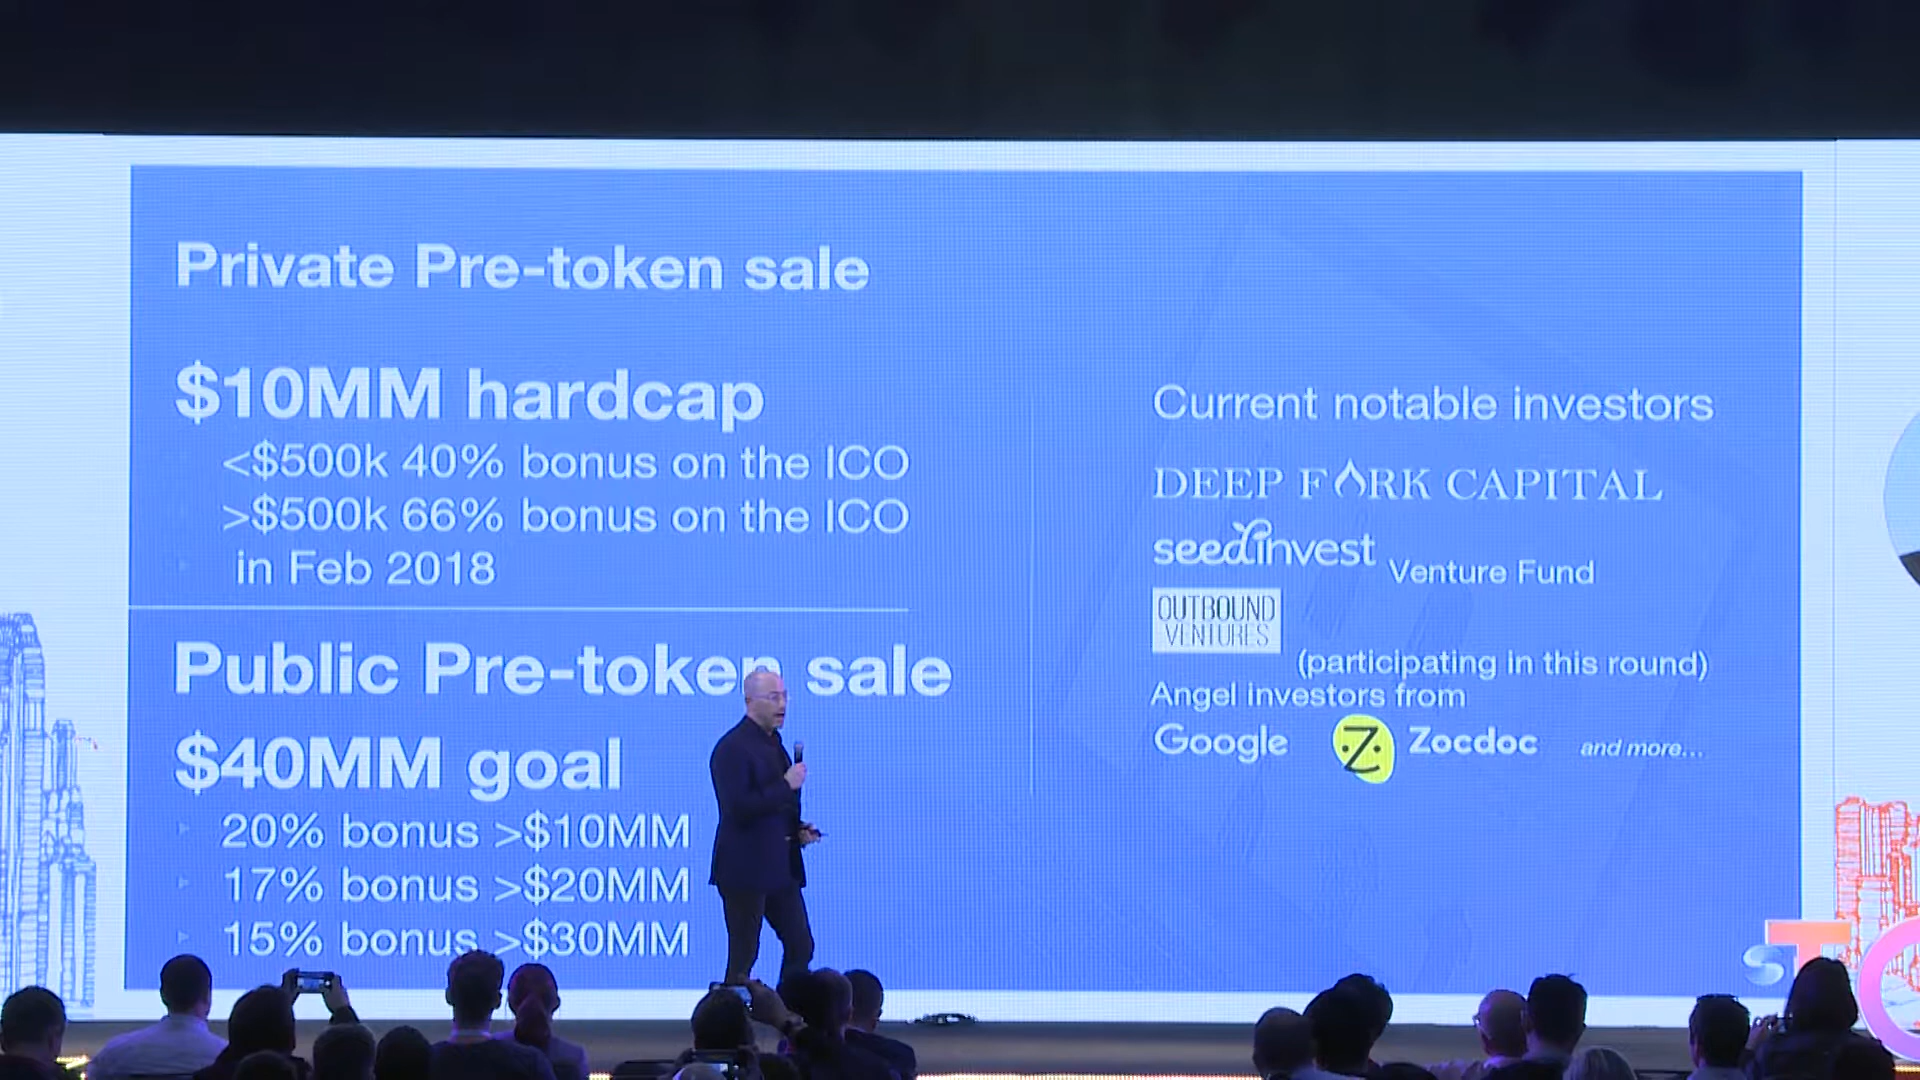 Private Pre-token sale
$10MM hardcap
<$500k 40% bonus on the ICO
>$500k 66% bonus on the ICO
in Feb 2018
Public Pre-token sale
$40MM goal
20% bonus >$10MM
17% bonus >$20MM
15% bonus >$30MM
Current notable investors
DEEP FORK CAPITAL
seedinvest Venture Fund
OUTBOUND
VENTURES
(participating in this round)
Angel investors from
Google Zocdoc and more...